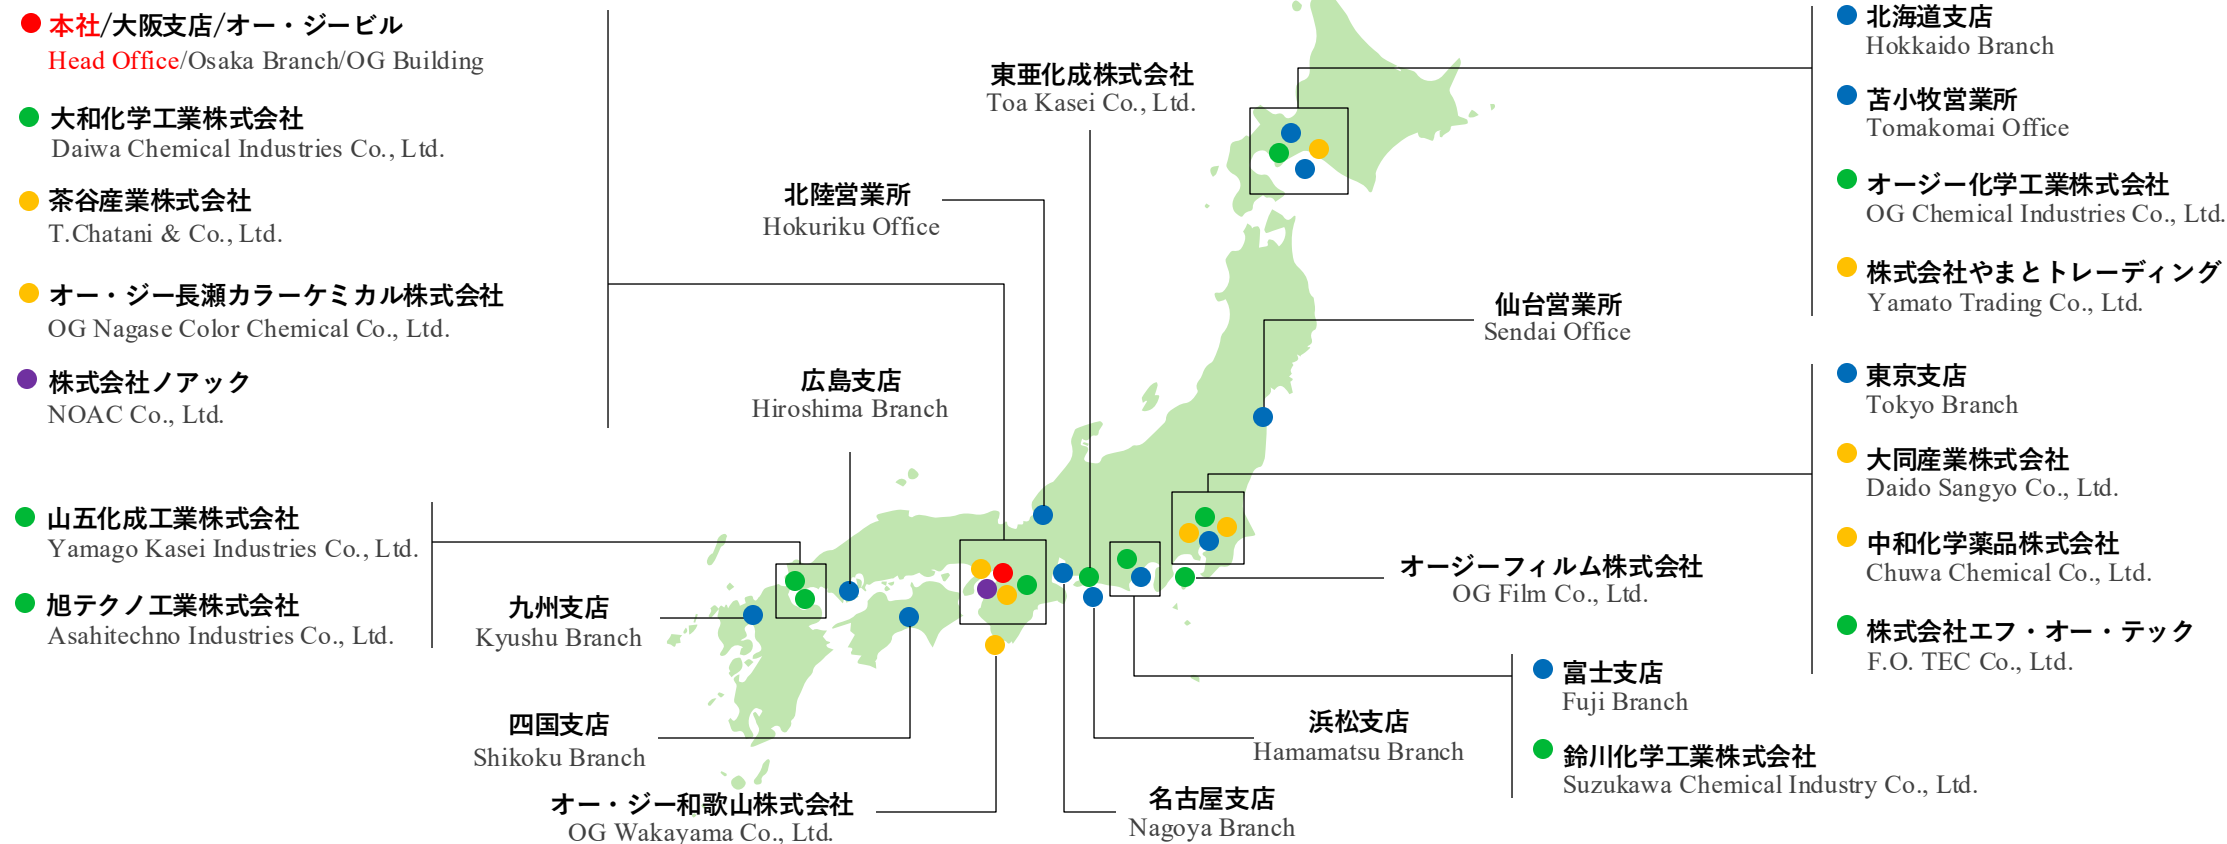 本社/大阪支店/オー・ジービル
Head Office/Osaka Branch/OG Building
大和化学工業株式会社
Daiwa Chemical Industries Co., Ltd.
茶谷産業株式会社
T.Chatani & Co., Ltd.
オー・ジー長瀬カラーケミカル株式会社
OG Nagase Color Chemical Co., Ltd.
株式会社ノアック
NOAC Co., Ltd.
山五化成工業株式会社
Yamago Kasei Industries Co., Ltd.
旭テクノ工業株式会社
Asahitechno Industries Co., Ltd.
東亜化成株式会社
Toa Kasei Co., Ltd.
北陸営業所
Hokuriku Office
広島支店
Hiroshima Branch
九州支店
Kyushu Branch
四国支店
Shikoku Branch
オー・ジー和歌山株式会社
OG Wakayama Co., Ltd.
仙台営業所
Sendai Office
オージーフィルム株式会社
OG Film Co., Ltd.
浜松支店
Hamamatsu Branch
名古屋支店
Nagoya Branch
富士支店
Fuji Branch
鈴川化学工業株式会社
Suzukawa Chemical Industry Co., Ltd.
北海道支店
Hokkaido Branch
苫小牧営業所
Tomakomai Office
オージー化学工業株式会社
OG Chemical Industries Co., Ltd.
株式会社やまとトレーディング
Yamato Trading Co., Ltd.
東京支店
Tokyo Branch
大同産業株式会社
Daido Sangyo Co., Ltd.
中和化学薬品株式会社
Chuwa Chemical Co., Ltd.
株式会社エフ・オー・テック
F.O. TEC Co., Ltd.